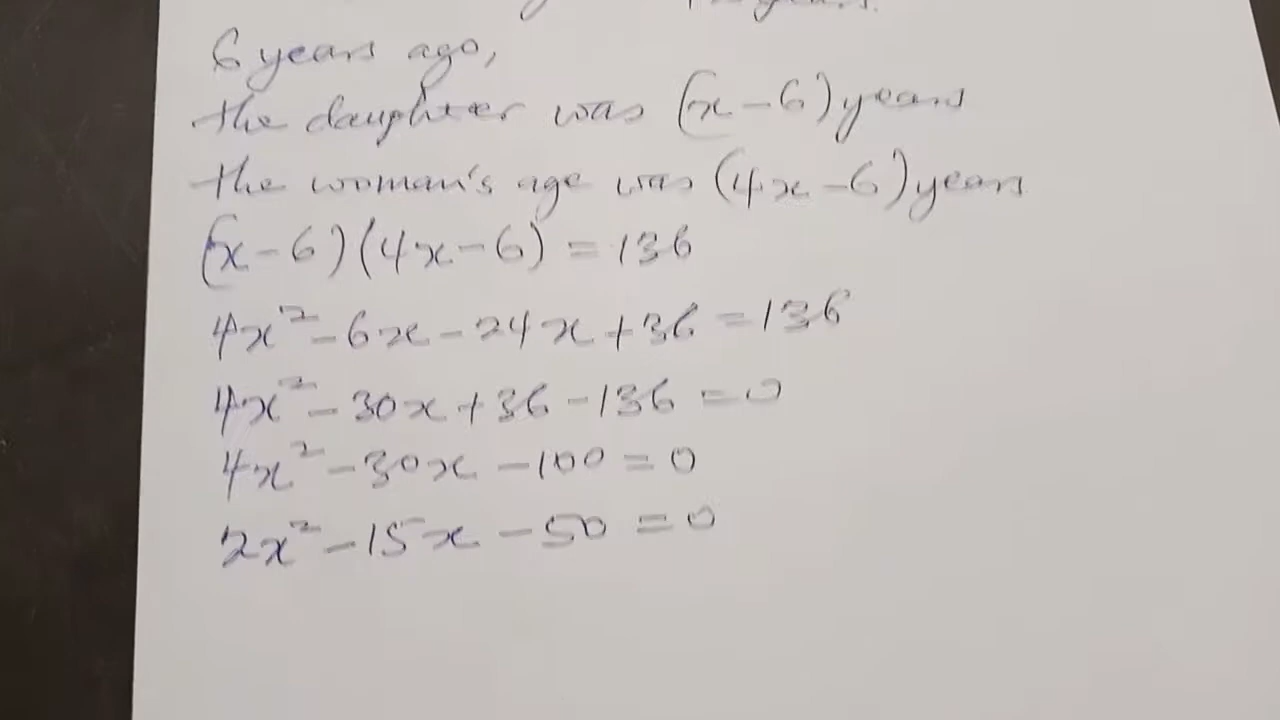 6 years ago,
the daughter was (x-6) years
the woman's age was (4x-6) years
(x-6)(4x-6) = 136
4x² - 6x - 24x + 36 = 136
4x² - 30x + 36 - 136 = 0
4x² - 30x - 100 = 0
2x² - 15x - 50 = 0